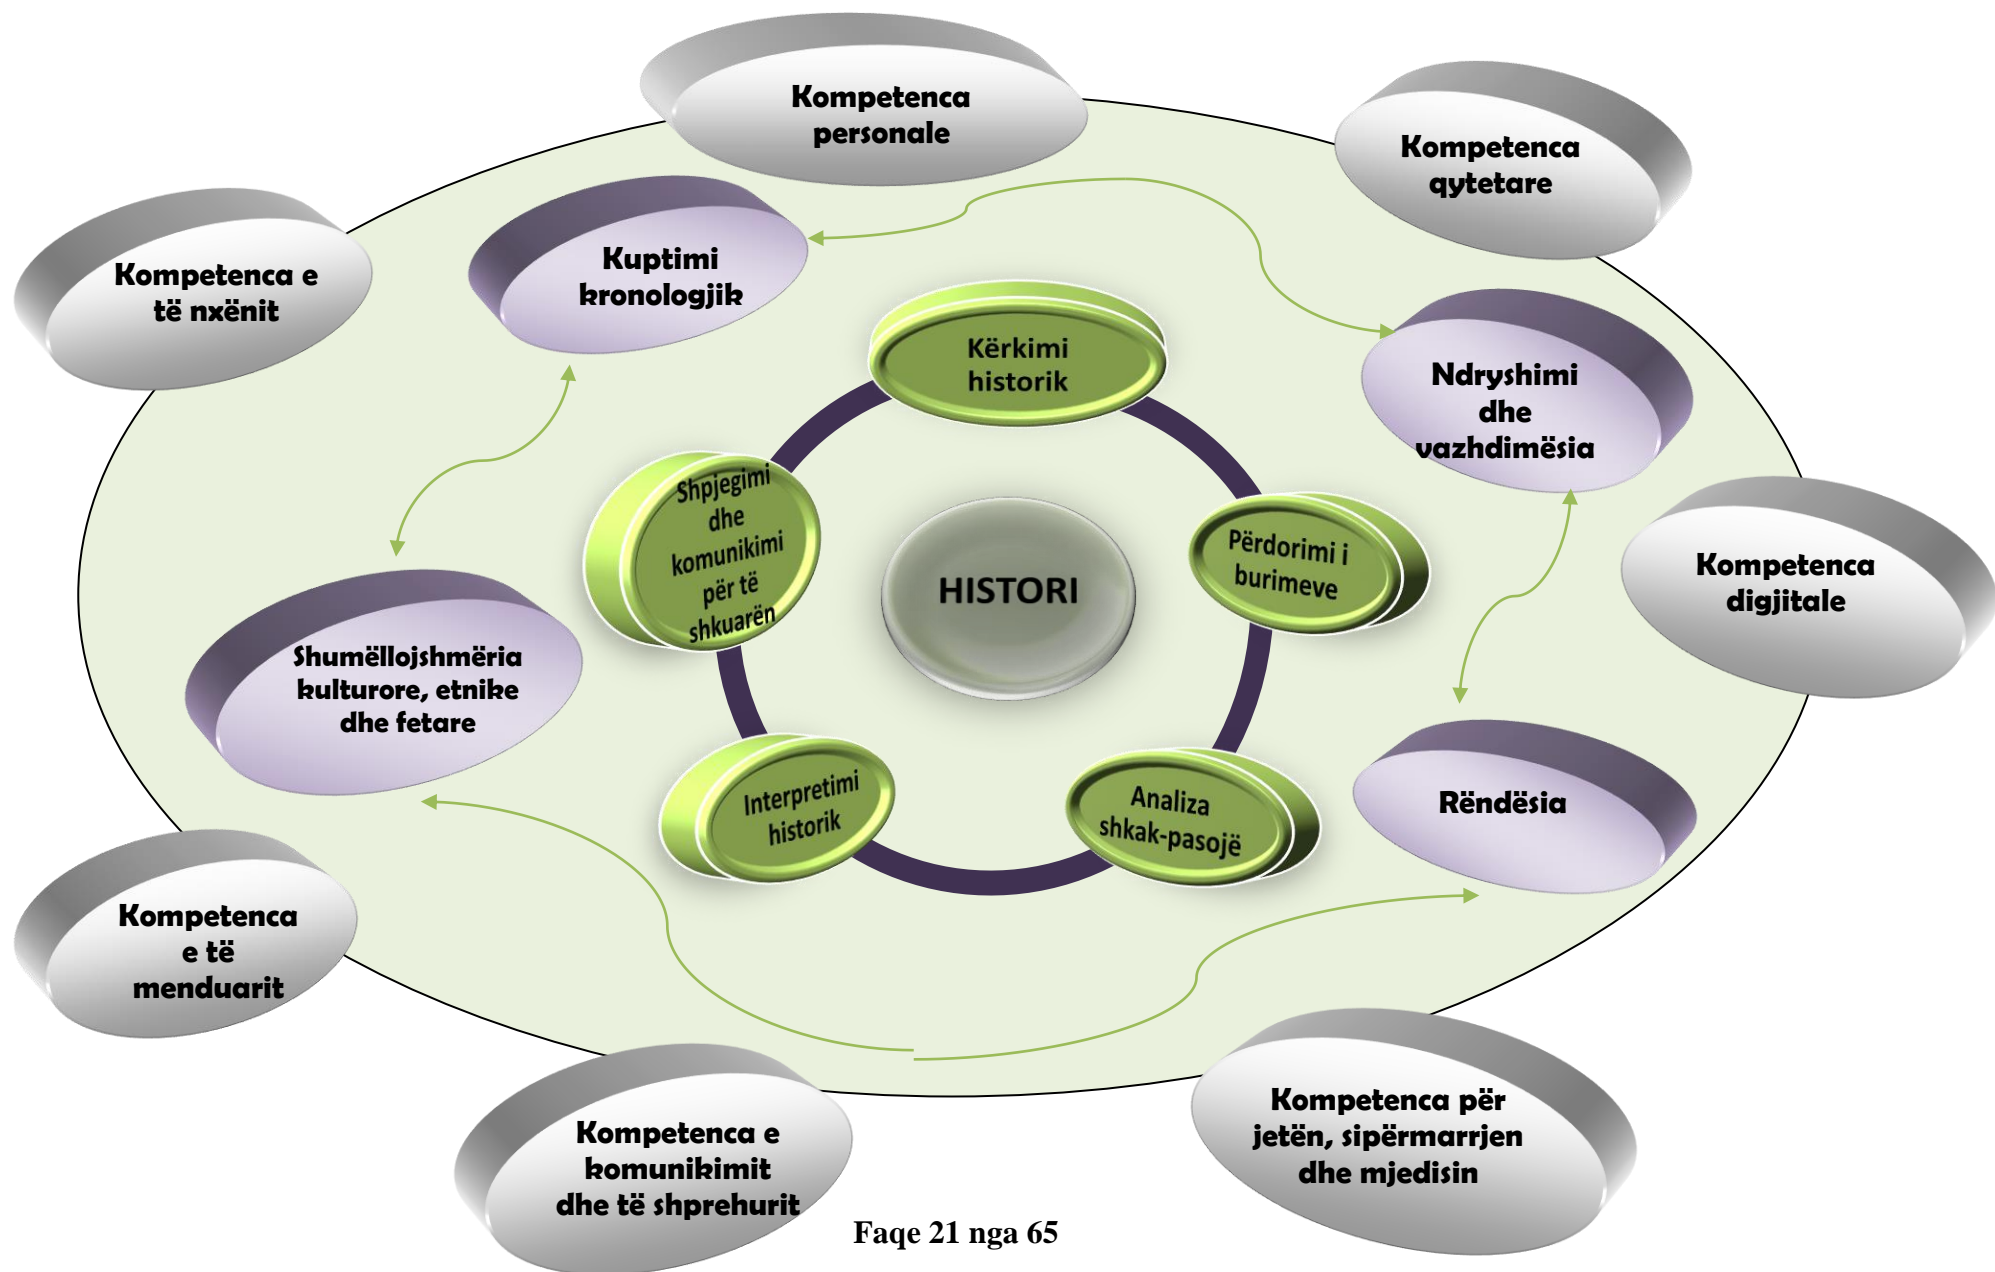 Kompetenca
personale
Kompetenca
qytetare
Kompetenca e
të nxënit
Kuptimi
kronologjik
Kërkimi
historik
Ndryshimi
dhe
vazhdimësia
Shpjegimi
dhe
komunikimi
për të
shkuarën
HISTORI
Përdorimi i
burimeve
Kompetenca
digjitale
Shumëllojshmëria
kulturore, etnike
dhe fetare
Interpretimi
historik
Analiza
shkak-pasojë
Rëndësia
Kompetenca
e të
menduarit
Kompetenca e
komunikimit
dhe të shprehurit
Kompetenca për
jetën, sipërmarrjen
dhe mjedisin
Faqe 21 nga 65